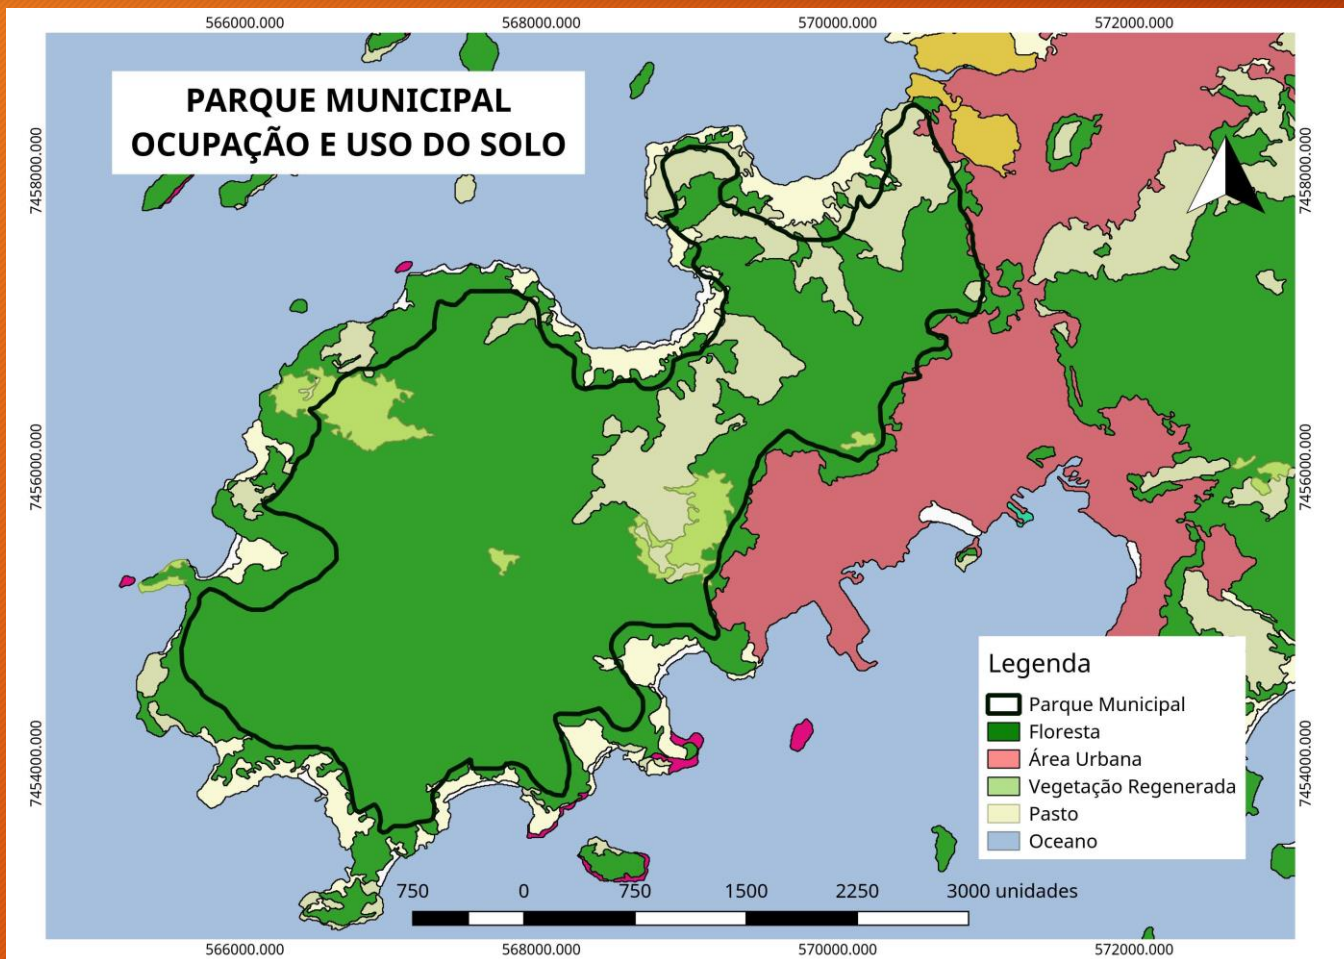 566000.000 568000.000 570000.000 572000.000
PARQUE MUNICIPAL
OCUPAÇÃO E USO DO SOLO
7458000.000
7458000.000
7456000.000
7456000.000
7454000.000
7454000.000
Legenda
Parque Municipal
Floresta
Área Urbana
Vegetação Regenerada
Pasto
Oceano
750 0 750 1500 2250 3000 unidades
566000.000 568000.000 570000.000 572000.000